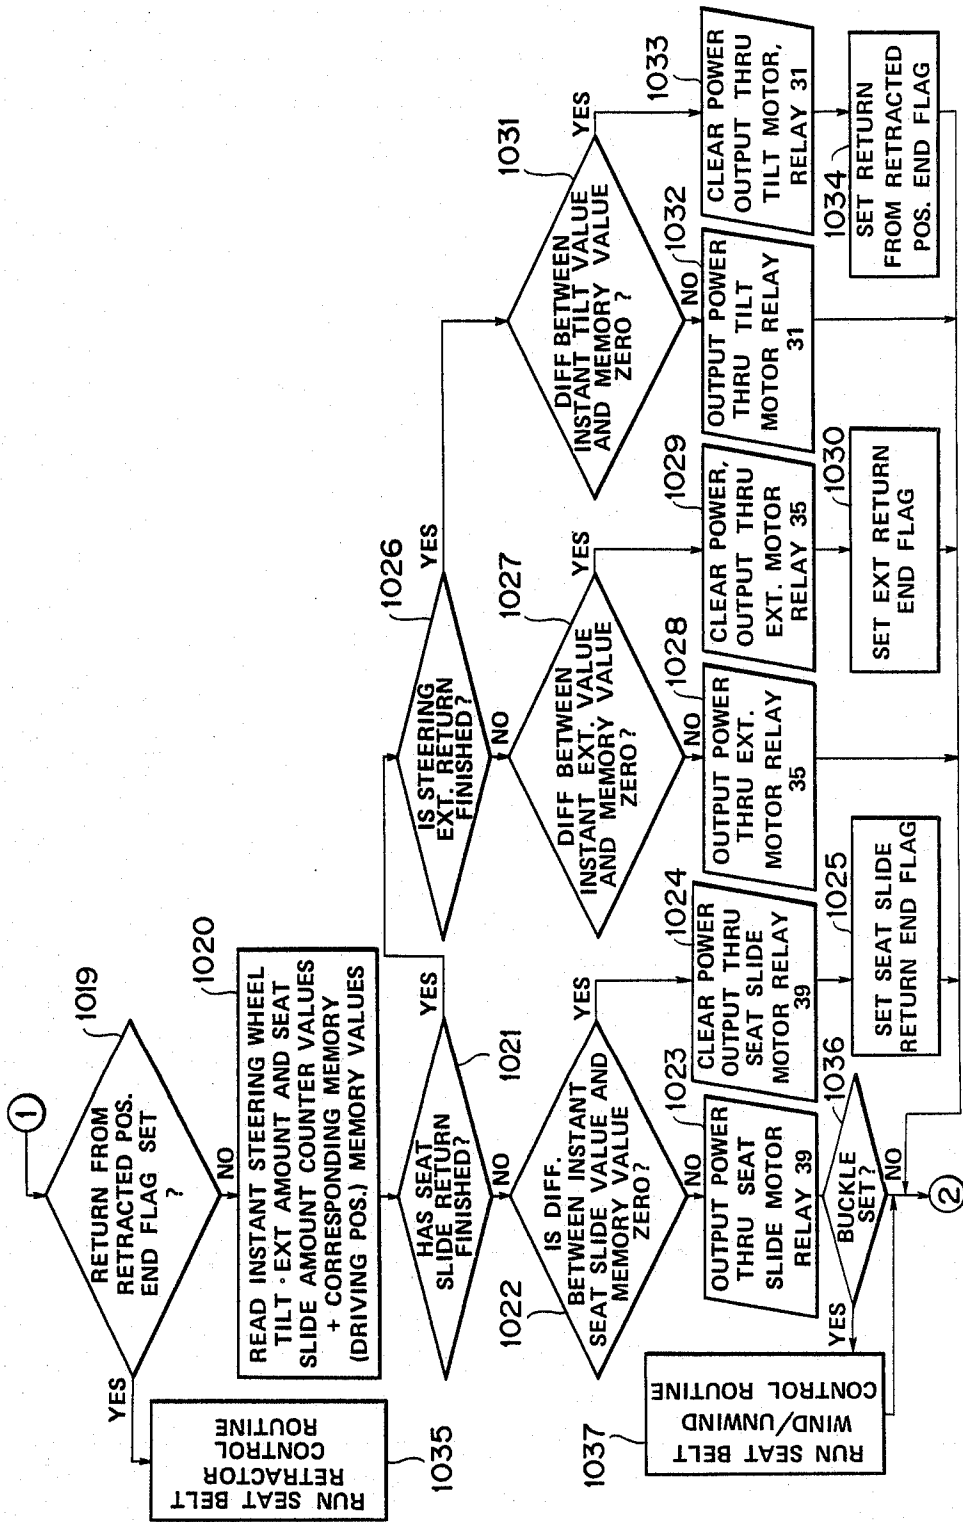 1
RETURN FROM
RETRACTED POS.
END FLAG SET
?
1019
YES
NO
RUN SEAT BELT
RETRACTOR
CONTROL
ROUTINE
1035
READ INSTANT STEERING WHEEL
TILT·EXT AMOUNT AND SEAT
SLIDE AMOUNT COUNTER VALUES
+ CORRESPONDING MEMORY
(DRIVING POS.) MEMORY VALUES
1020
HAS SEAT
SLIDE RETURN
FINISHED?
1021
YES
NO
IS DIFF.
BETWEEN INSTANT
SEAT SLIDE VALUE AND
MEMORY VALUE
ZERO?
1022
YES
NO
OUTPUT POWER
THRU SEAT
SLIDE MOTOR
RELAY 39
1023
CLEAR POWER
OUTPUT THRU
SEAT SLIDE
MOTOR RELAY
39
1024
SET SEAT SLIDE
RETURN END FLAG
1025
IS STEERING
EXT. RETURN
FINISHED?
1026
YES
NO
DIFF BETWEEN
INSTANT EXT. VALUE
AND MEMORY VALUE
ZERO?
1027
YES
NO
OUTPUT POWER
THRU EXT.
MOTOR RELAY
35
1028
CLEAR POWER,
OUTPUT THRU
EXT. MOTOR
RELAY 35
1029
SET EXT RETURN
END FLAG
1030
DIFF BETWEEN
INSTANT TILT VALUE
AND MEMORY VALUE
ZERO ?
1031
YES
NO
OUTPUT POWER
THRU TILT
MOTOR RELAY
31
1032
CLEAR POWER
OUTPUT THRU
TILT MOTOR,
RELAY 31
1033
SET RETURN
FROM RETRACTED
POS. END FLAG
1034
BUCKLE
SET?
1036
YES
NO
RUN SEAT BELT
WIND/UNWIND
CONTROL ROUTINE
1037
2